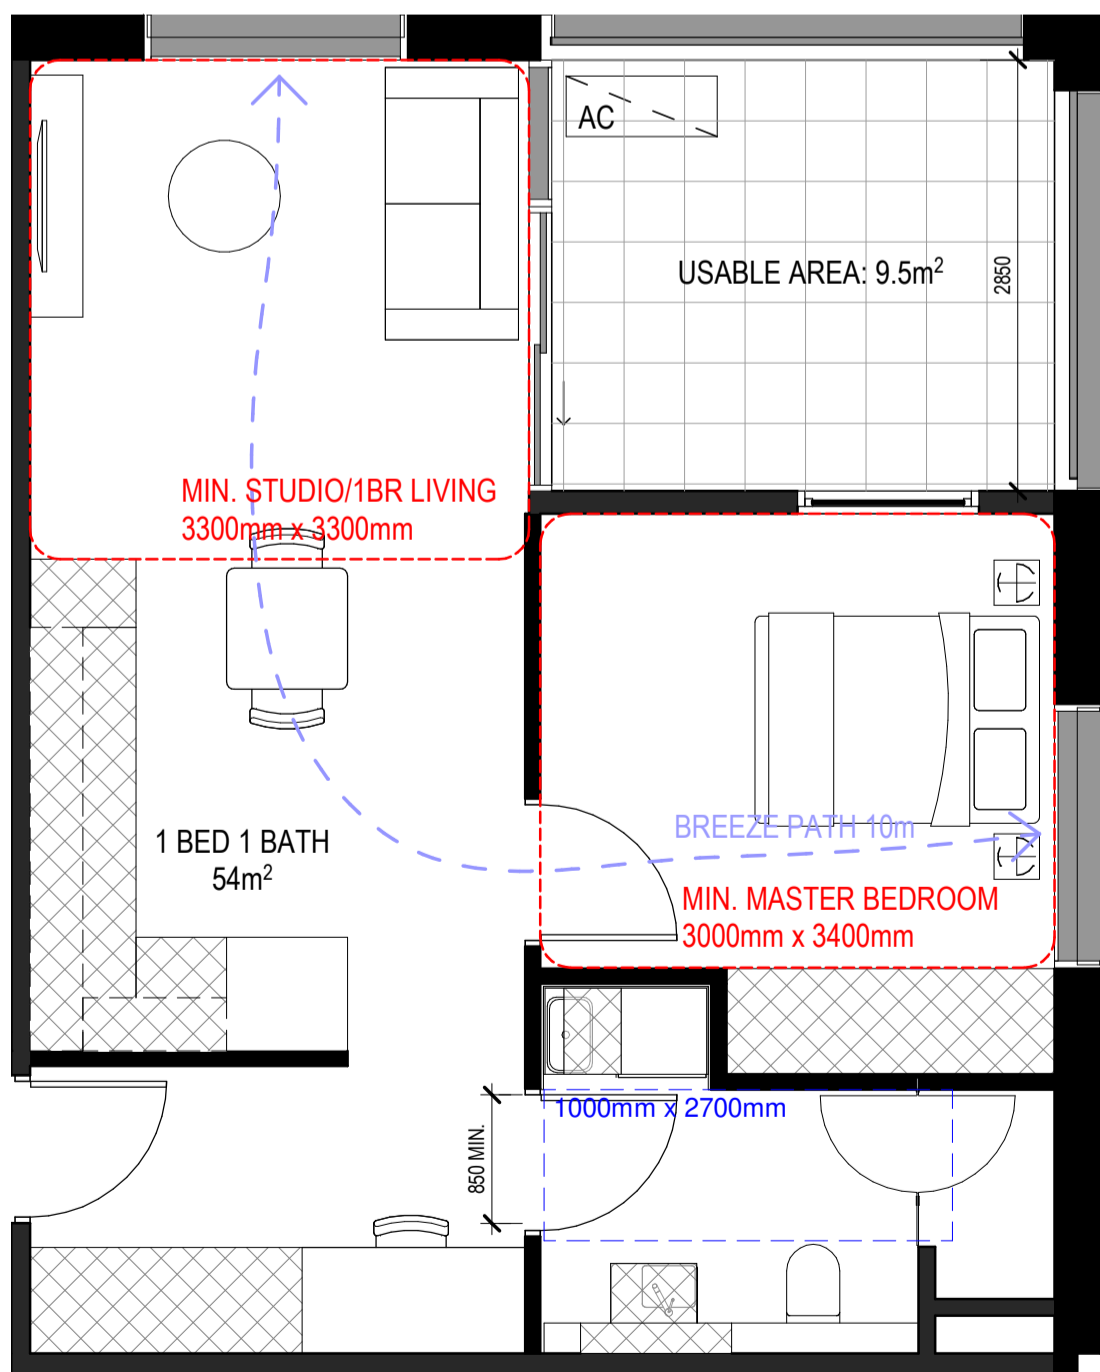 AC
USABLE AREA: 9.5m²
2850
MIN. STUDIO/1BR LIVING
3300mm x 3300mm
BREEZE PATH 10m
1 BED 1 BATH
54m²
MIN. MASTER BEDROOM
3000mm x 3400mm
1000mm x 2700mm
850 MIN.